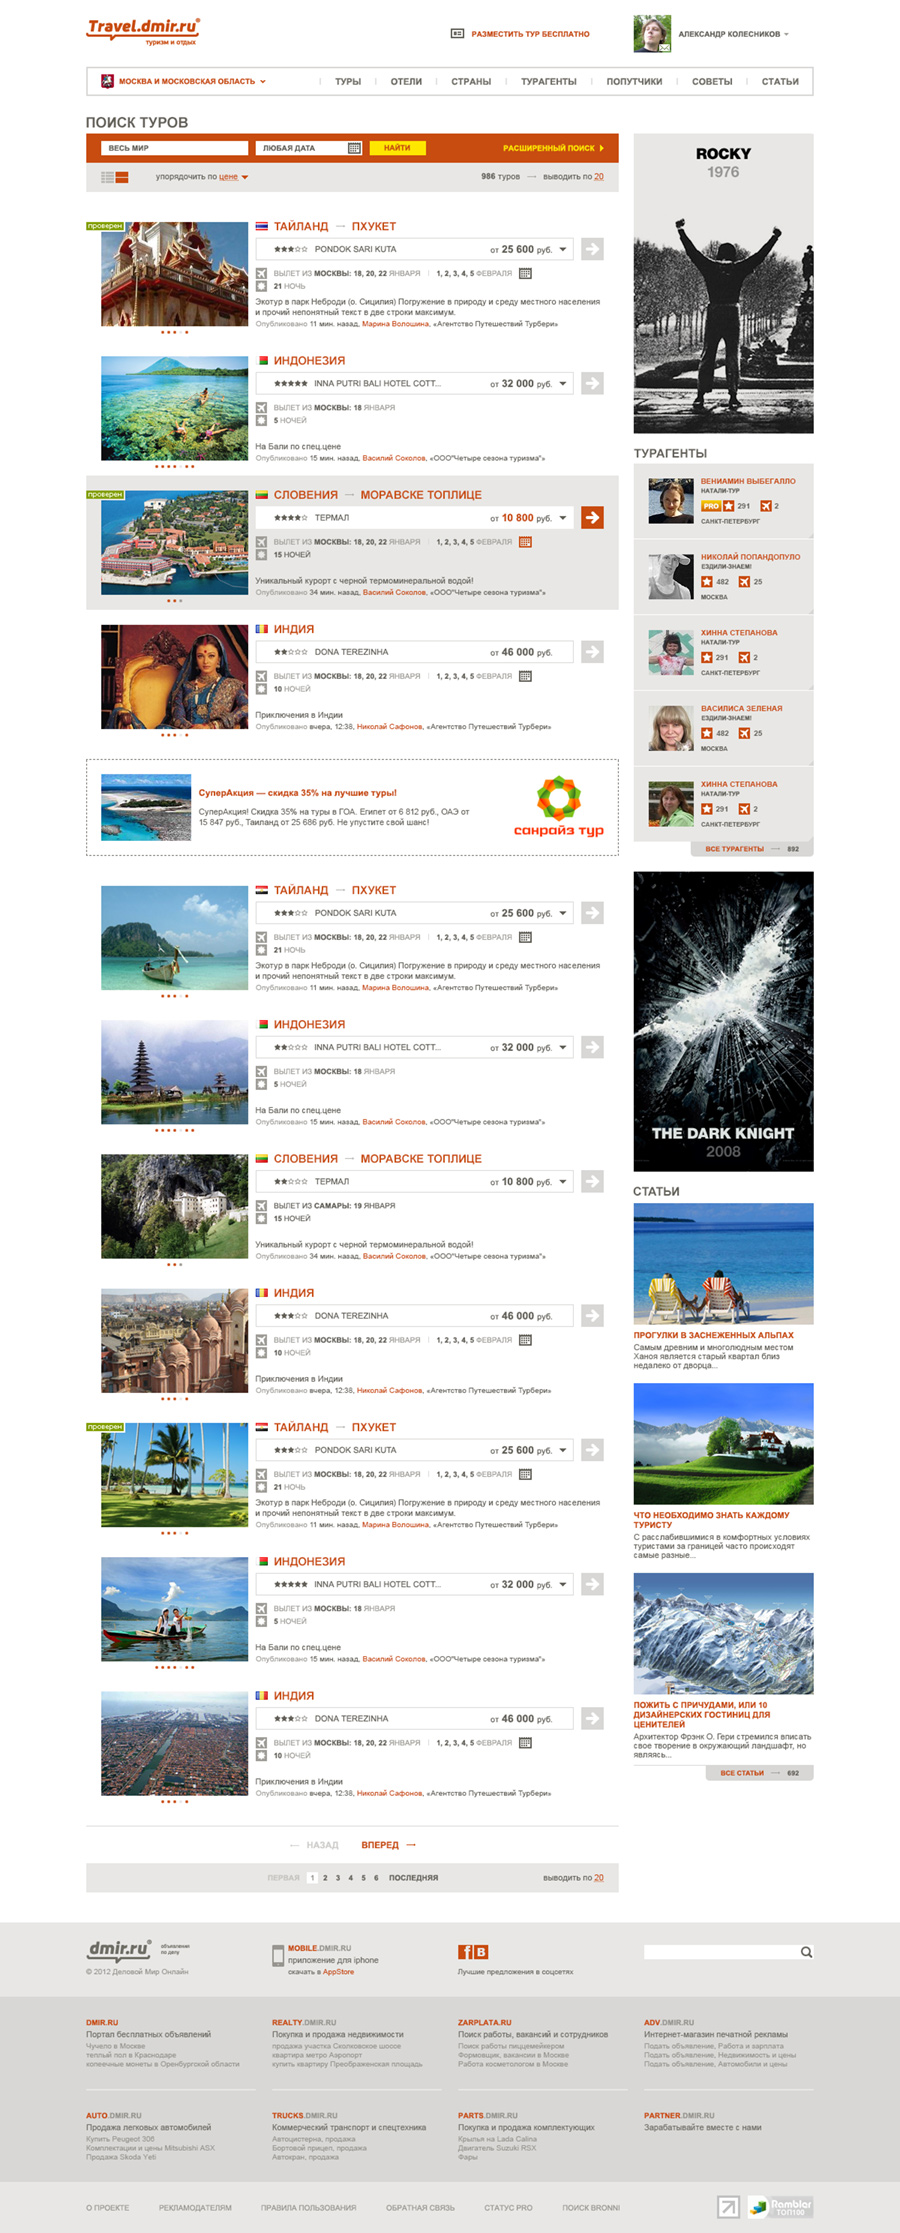 Travel.dmir.ru
туризм и отдых
РАЗМЕСТИТЬ ТУР БЕСПЛАТНО
АЛЕКСАНДР КОЛЕСНИКОВ
МОСКВА И МОСКОВСКАЯ ОБЛАСТЬ
ТУРЫ ОТЕЛИ СТРАНЫ ТУРАГЕНТЫ ПОПУТЧИКИ СОВЕТЫ СТАТЬИ
ПОИСК ТУРОВ
ВЕСЬ МИР ЛЮБАЯ ДАТА НАЙТИ РАСШИРЕННЫЙ ПОИСК
упорядочить по цене 986 туров → выводить по 20
проверен
ТАЙЛАНД → ПХУКЕТ
PONDOK SARI KUTA от 25 600 руб.
ВЫЛЕТ ИЗ МОСКВЫ: 18, 20, 22 ЯНВАРЯ | 1, 2, 3, 4, 5 ФЕВРАЛЯ
21 НОЧЬ
Экотур в парк Неброди (о. Сицилия) Погружение в природу и среду местного населения
и прочий непонятный текст в две строки максимум.
Опубликовано 11 мин. назад, Марина Волошина, «Агентство Путешествий Турбери»
ИНДОНЕЗИЯ
INNA PUTRI BALI HOTEL COTT... от 32 000 руб.
ВЫЛЕТ ИЗ МОСКВЫ: 18 ЯНВАРЯ
5 НОЧЕЙ
На Бали по спец.цене
Опубликовано 15 мин. назад, Василий Соколов, «ООО"Четыре сезона туризма"»
проверен
СЛОВЕНИЯ → МОРАВСКЕ ТОПЛИЦЕ
ТЕРМАЛ от 10 800 руб.
ВЫЛЕТ ИЗ МОСКВЫ: 18, 20, 22 ЯНВАРЯ | 1, 2, 3, 4, 5 ФЕВРАЛЯ
15 НОЧЕЙ
Уникальный курорт с черной термоминеральной водой!
Опубликовано 34 мин. назад, Василий Соколов, «ООО"Четыре сезона туризма"»
ИНДИЯ
DONA TEREZINHA от 46 000 руб.
ВЫЛЕТ ИЗ МОСКВЫ: 18, 20, 22 ЯНВАРЯ | 1, 2, 3, 4, 5 ФЕВРАЛЯ
10 НОЧЕЙ
Приключения в Индии
Опубликовано вчера, 12:38, Николай Сафонов, «Агентство Путешествий Турбери»
СуперАкция — скидка 35% на лучшие туры!
СуперАкция! Скидка 35% на туры в ГОА. Египет от 6 812 руб., ОАЭ от
15 847 руб., Таиланд от 25 686 руб. Не упустите свой шанс!
санрайз тур
ТАЙЛАНД → ПХУКЕТ
PONDOK SARI KUTA от 25 600 руб.
ВЫЛЕТ ИЗ МОСКВЫ: 18, 20, 22 ЯНВАРЯ | 1, 2, 3, 4, 5 ФЕВРАЛЯ
21 НОЧЬ
Экотур в парк Неброди (о. Сицилия) Погружение в природу и среду местного населения
и прочий непонятный текст в две строки максимум.
Опубликовано 11 мин. назад, Марина Волошина, «Агентство Путешествий Турбери»
ИНДОНЕЗИЯ
INNA PUTRI BALI HOTEL COTT... от 32 000 руб.
ВЫЛЕТ ИЗ МОСКВЫ: 18 ЯНВАРЯ
5 НОЧЕЙ
На Бали по спец.цене
Опубликовано 15 мин. назад, Василий Соколов, «ООО"Четыре сезона туризма"»
СЛОВЕНИЯ → МОРАВСКЕ ТОПЛИЦЕ
ТЕРМАЛ от 10 800 руб.
ВЫЛЕТ ИЗ САМАРЫ: 19 ЯНВАРЯ
15 НОЧЕЙ
Уникальный курорт с черной термоминеральной водой!
Опубликовано 34 мин. назад, Василий Соколов, «ООО"Четыре сезона туризма"»
ИНДИЯ
DONA TEREZINHA от 46 000 руб.
ВЫЛЕТ ИЗ МОСКВЫ: 18, 20, 22 ЯНВАРЯ | 1, 2, 3, 4, 5 ФЕВРАЛЯ
10 НОЧЕЙ
Приключения в Индии
Опубликовано вчера, 12:38, Николай Сафонов, «Агентство Путешествий Турбери»
проверен
ТАЙЛАНД → ПХУКЕТ
PONDOK SARI KUTA от 25 600 руб.
ВЫЛЕТ ИЗ МОСКВЫ: 18, 20, 22 ЯНВАРЯ | 1, 2, 3, 4, 5 ФЕВРАЛЯ
21 НОЧЬ
Экотур в парк Неброди (о. Сицилия) Погружение в природу и среду местного населения
и прочий непонятный текст в две строки максимум.
Опубликовано 11 мин. назад, Марина Волошина, «Агентство Путешествий Турбери»
ИНДОНЕЗИЯ
INNA PUTRI BALI HOTEL COTT... от 32 000 руб.
ВЫЛЕТ ИЗ МОСКВЫ: 18 ЯНВАРЯ
5 НОЧЕЙ
На Бали по спец.цене
Опубликовано 15 мин. назад, Василий Соколов, «ООО"Четыре сезона туризма"»
ИНДИЯ
DONA TEREZINHA от 46 000 руб.
ВЫЛЕТ ИЗ МОСКВЫ: 18, 20, 22 ЯНВАРЯ | 1, 2, 3, 4, 5 ФЕВРАЛЯ
10 НОЧЕЙ
Приключения в Индии
Опубликовано вчера, 12:38, Николай Сафонов, «Агентство Путешествий Турбери»
← НАЗАД ВПЕРЕД →
ПЕРВАЯ 1 2 3 4 5 6 ПОСЛЕДНЯЯ выводить по 20
ROCKY
1976
ТУРАГЕНТЫ
ВЕНИАМИН ВЫБЕГАЛЛО
НАТАЛИ-ТУР
PRO 291 2
САНКТ-ПЕТЕРБУРГ
НИКОЛАЙ ПОПАНДОПУЛО
ЕЗДИЛИ-ЗНАЕМ!
482 25
МОСКВА
ХИННА СТЕПАНОВА
НАТАЛИ-ТУР
291 2
САНКТ-ПЕТЕРБУРГ
ВАСИЛИСА ЗЕЛЕНАЯ
ЕЗДИЛИ-ЗНАЕМ!
482 25
МОСКВА
ХИННА СТЕПАНОВА
НАТАЛИ-ТУР
291 2
САНКТ-ПЕТЕРБУРГ
ВСЕ ТУРАГЕНТЫ → 892
THE DARK KNIGHT
2008
СТАТЬИ
ПРОГУЛКИ В ЗАСНЕЖЕННЫХ АЛЬПАХ
Самым древним и многолюдным местом
Ханоя является старый квартал близ
недалеко от дворца...
ЧТО НЕОБХОДИМО ЗНАТЬ КАЖДОМУ
ТУРИСТУ
С расслабившимися в комфортных условиях
туристами за границей часто происходят
самые разные...
ПОЖИТЬ С ПРИЧУДАМИ, ИЛИ 10
ДИЗАЙНЕРСКИХ ГОСТИНИЦ ДЛЯ
ЦЕНИТЕЛЕЙ
Архитектор Фрэнк О. Гери стремился вписать
свое творение в окружающий ландшафт, но
являясь...
ВСЕ СТАТЬИ → 692
dmir.ru объявления
по делу
© 2012 Деловой Мир Онлайн
MOBILE.DMIR.RU
приложение для iphone
скачать в AppStore
f B
Лучшие предложения в соцсетях
DMIR.RU
Портал бесплатных объявлений
Чучело в Москве
теплый пол в Краснодаре
копеечные монеты в Оренбургской области
REALTY.DMIR.RU
Покупка и продажа недвижимости
продажа участка Сколковское шоссе
квартира метро Аэропорт
купить квартиру Преображенская площадь
ZARPLATA.RU
Поиск работы, вакансий и сотрудников
Поиск работы пиццемейкером
Формовщик, вакансии в Москве
Работа косметологом в Москве
ADV.DMIR.RU
Интернет-магазин печатной рекламы
Подать объявление, Работа и зарплата
Подать объявление, Недвижимость и цены
Подать объявление, Автомобили и цены
AUTO.DMIR.RU
Продажа легковых автомобилей
Купить Peugeot 306
Комплектации и цены Mitsubishi ASX
Продажа Skoda Yeti
TRUCKS.DMIR.RU
Коммерческий транспорт и спецтехника
Автоцистерна, продажа
Бортовой прицеп, продажа
Автокран, продажа
PARTS.DMIR.RU
Покупка и продажа комплектующих
Крылья на Lada Calina
Двигатель Suzuki RSX
Фары
PARTNER.DMIR.RU
Зарабатывайте вместе с нами
О ПРОЕКТЕ РЕКЛАМОДАТЕЛЯМ ПРАВИЛА ПОЛЬЗОВАНИЯ ОБРАТНАЯ СВЯЗЬ СТАТУС PRO ПОИСК BRONNI
Rambler
ТОП100